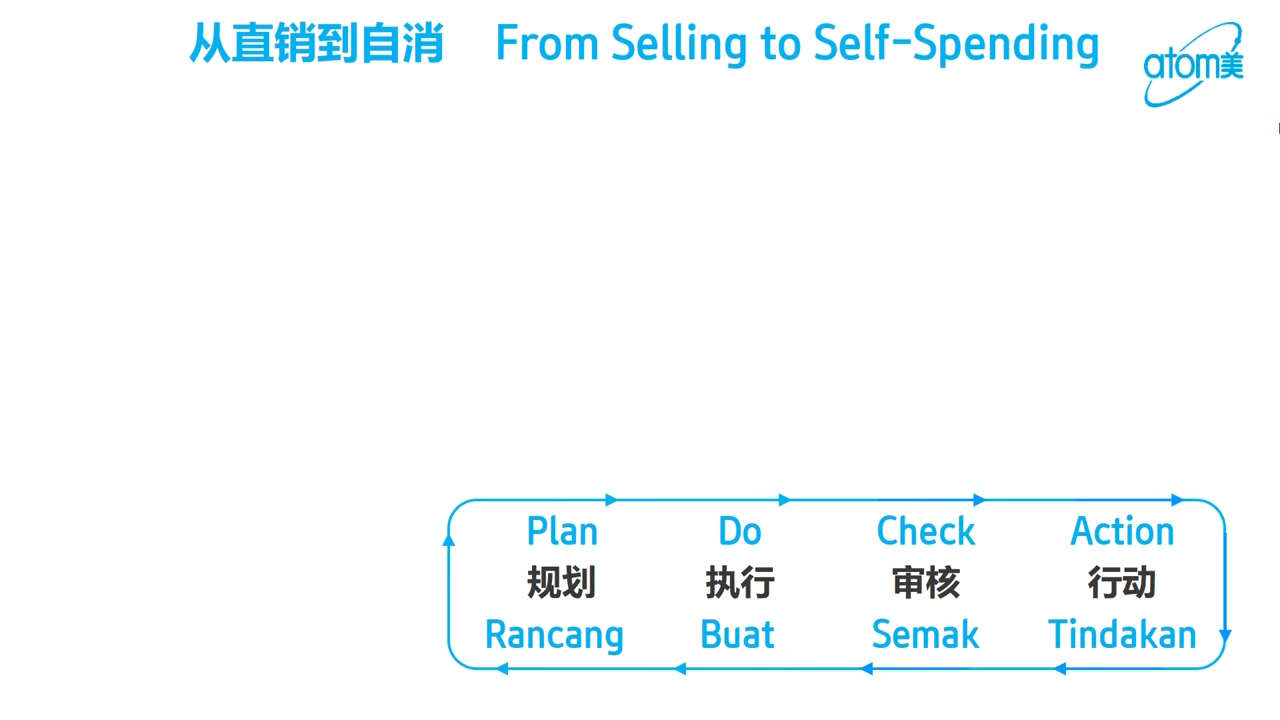 从直销到自消 From Selling to Self-Spending
atom美
Plan Do Check Action
规划 执行 审核 行动
Rancang Buat Semak Tindakan